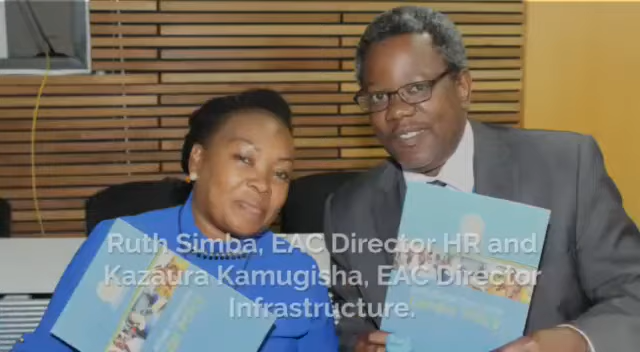 Ruth Simba, EAC Director HR and
Kazaura Kamugisha, EAC Director
Infrastructure.